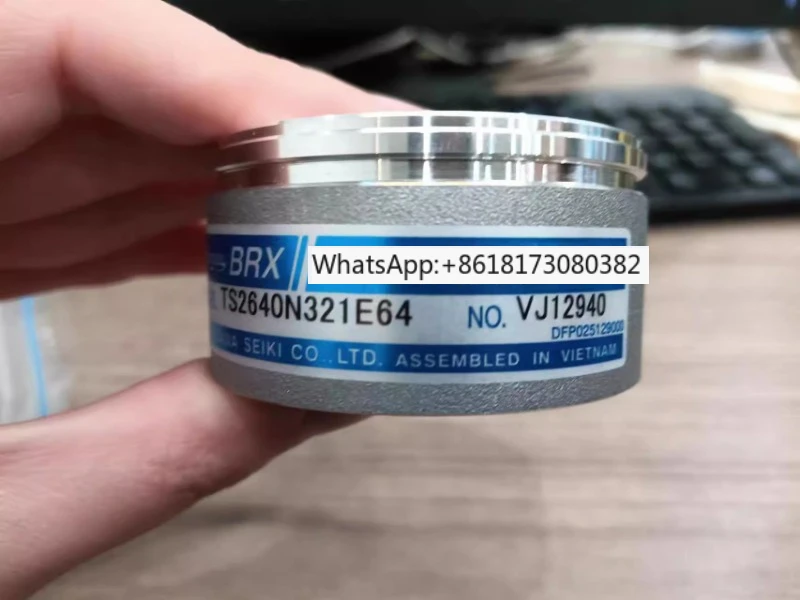 BRX
WhatsApp:+8618173080382
TS2640N321E64 NO. VJ12940
DFP025129000
SEIKI CO.,LTD. ASSEMBLED IN VIETNAM